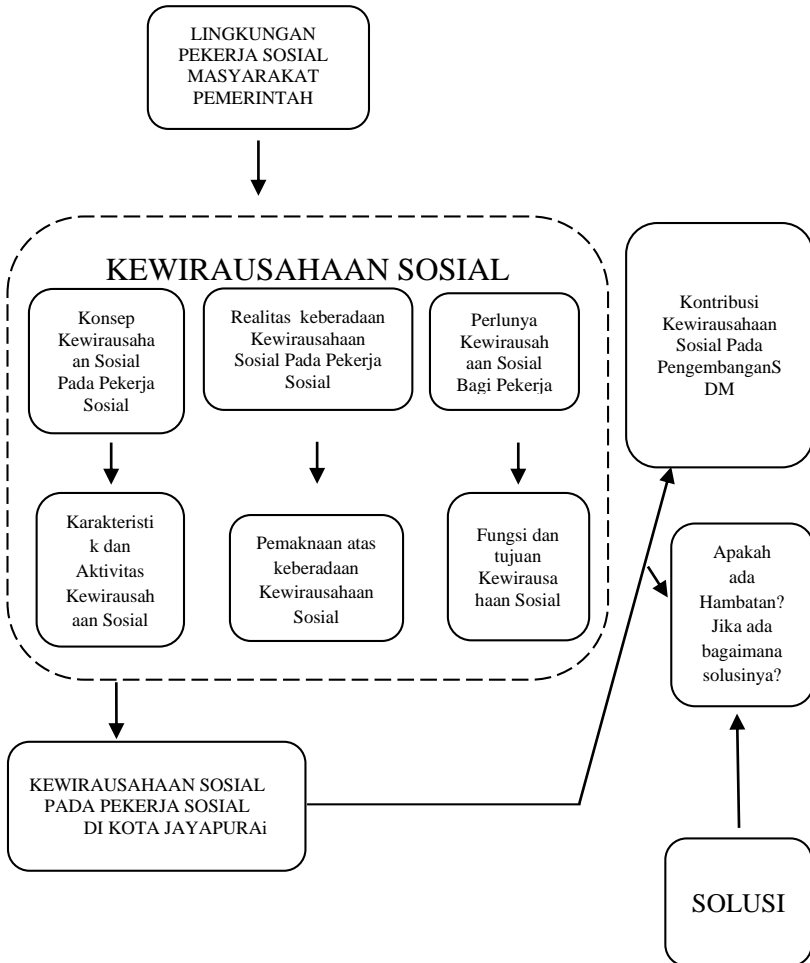 LINGKUNGAN
PEKERJA SOSIAL
MASYARAKAT
PEMERINTAH
KEWIRAUSAHAAN SOSIAL
Konsep
Kewirausaha
an Sosial
Pada Pekerja
Sosial
Realitas keberadaan
Kewirausahaan
Sosial Pada Pekerja
Sosial
Perlunya
Kewirausah
aan Sosial
Bagi Pekerja
Karakteristi
k dan
Aktivitas
Kewirausah
aan Sosial
Pemaknaan atas
keberadaan
Kewirausahaan
Sosial
Fungsi dan
tujuan
Kewirausa
haan Sosial
Kontribusi
Kewirausahaan
Sosial Pada
PengembanganS
DM
Apakah
ada
Hambatan?
Jika ada
bagaimana
solusinya?
KEWIRAUSAHAAN SOSIAL
PADA PEKERJA SOSIAL
DI KOTA JAYAPURAi
SOLUSI